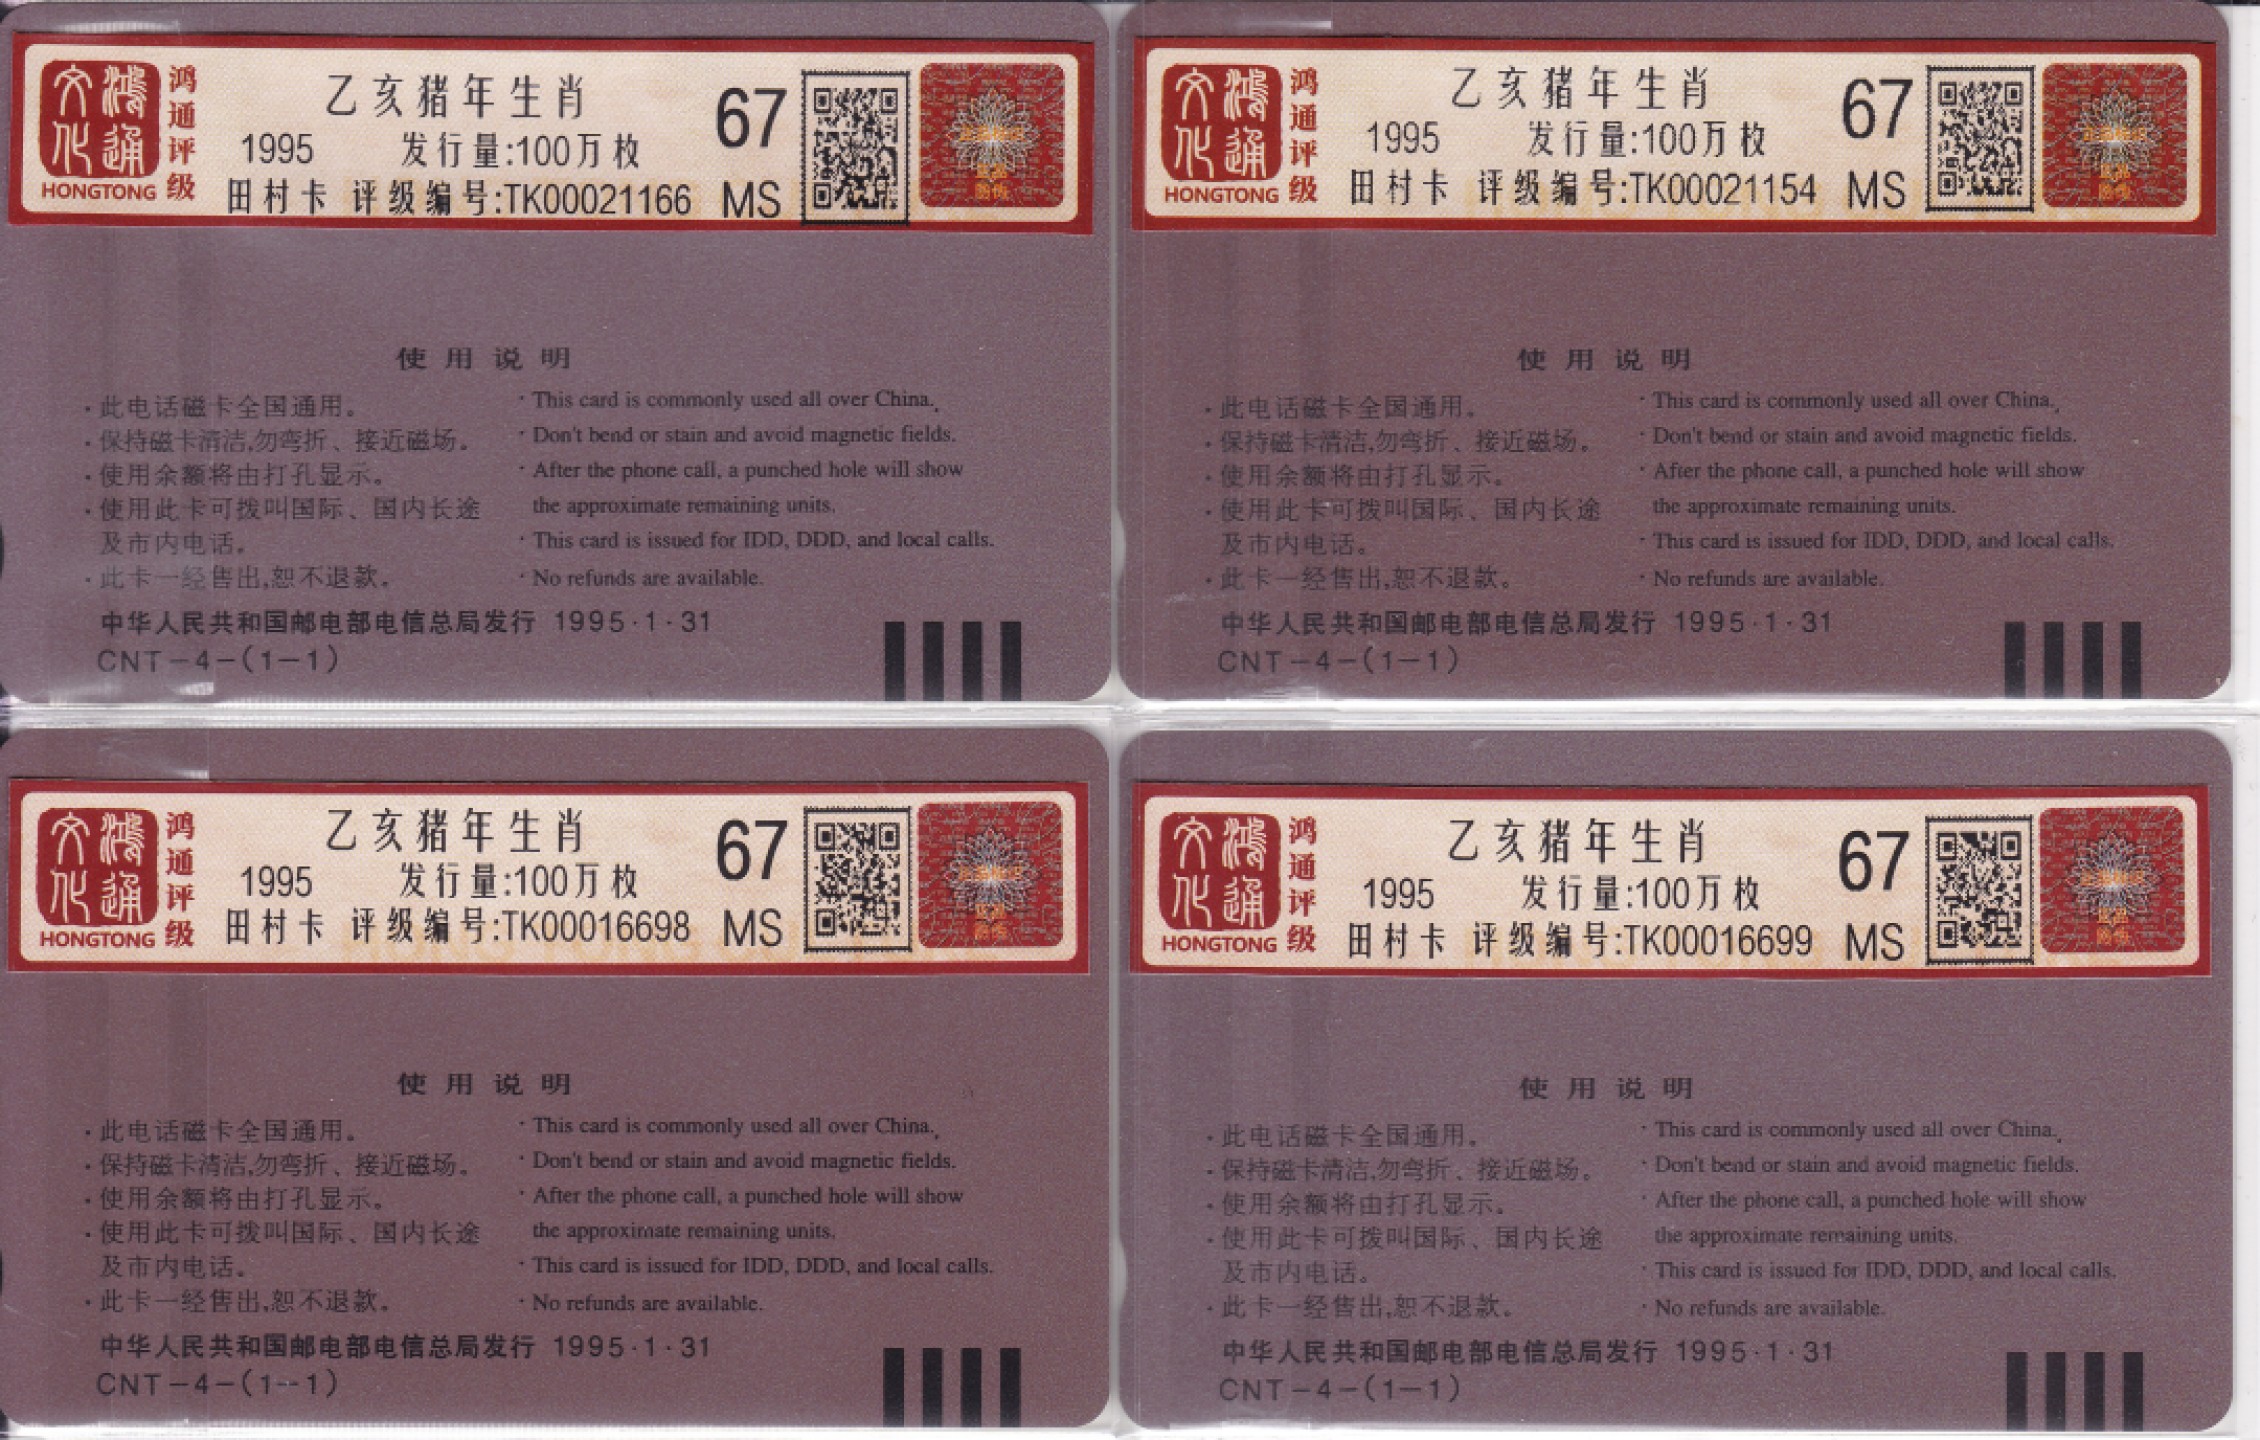 鸿通文化
HONGTONG
鸿通评级
乙亥猪年生肖
1995 发行量:100万枚
田村卡 评级编号:TK00021166
67
MS
使用说明
·此电话磁卡全国通用。
·保持磁卡清洁,勿弯折、接近磁场。
·使用余额将由打孔显示。
·使用此卡可拨叫国际、国内长途
及市内电话。
·此卡一经售出,恕不退款。
· This card is commonly used all over China.
· Don't bend or stain and avoid magnetic fields.
· After the phone call, a punched hole will show
the approximate remaining units.
· This card is issued for IDD, DDD, and local calls.
· No refunds are available.
中华人民共和国邮电部电信总局发行 1995·1·31
CNT-4-(1-1)
鸿通文化
HONGTONG
鸿通评级
乙亥猪年生肖
1995 发行量:100万枚
田村卡 评级编号:TK00021154
67
MS
使用说明
·此电话磁卡全国通用。
·保持磁卡清洁,勿弯折、接近磁场。
·使用余额将由打孔显示。
·使用此卡可拨叫国际、国内长途
及市内电话。
·此卡一经售出,恕不退款。
· This card is commonly used all over China.
· Don't bend or stain and avoid magnetic fields.
· After the phone call, a punched hole will show
the approximate remaining units.
· This card is issued for IDD, DDD, and local calls.
· No refunds are available.
中华人民共和国邮电部电信总局发行 1995·1·31
CNT-4-(1-1)
鸿通文化
HONGTONG
鸿通评级
乙亥猪年生肖
1995 发行量:100万枚
田村卡 评级编号:TK00016698
67
MS
使用说明
·此电话磁卡全国通用。
·保持磁卡清洁,勿弯折、接近磁场。
·使用余额将由打孔显示。
·使用此卡可拨叫国际、国内长途
及市内电话。
·此卡一经售出,恕不退款。
· This card is commonly used all over China.
· Don't bend or stain and avoid magnetic fields.
· After the phone call, a punched hole will show
the approximate remaining units.
· This card is issued for IDD, DDD, and local calls.
· No refunds are available.
中华人民共和国邮电部电信总局发行 1995·1·31
CNT-4-(1-1)
鸿通文化
HONGTONG
鸿通评级
乙亥猪年生肖
1995 发行量:100万枚
田村卡 评级编号:TK00016699
67
MS
使用说明
·此电话磁卡全国通用。
·保持磁卡清洁,勿弯折、接近磁场。
·使用余额将由打孔显示。
·使用此卡可拨叫国际、国内长途
及市内电话。
·此卡一经售出,恕不退款。
· This card is commonly used all over China.
· Don't bend or stain and avoid magnetic fields.
· After the phone call, a punched hole will show
the approximate remaining units.
· This card is issued for IDD, DDD, and local calls.
· No refunds are available.
中华人民共和国邮电部电信总局发行 1995·1·31
CNT-4-(1-1)